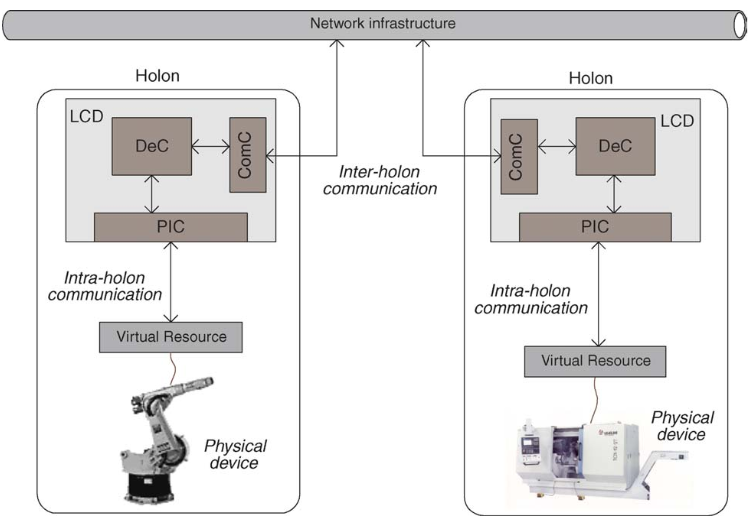 Network infrastructure
Holon
LCD
DeC
ComC
PIC
Intra-holon
communication
Virtual Resource
Physical
device
Inter-holon
communication
Holon
LCD
ComC
DeC
PIC
Intra-holon
communication
Virtual Resource
Physical
device